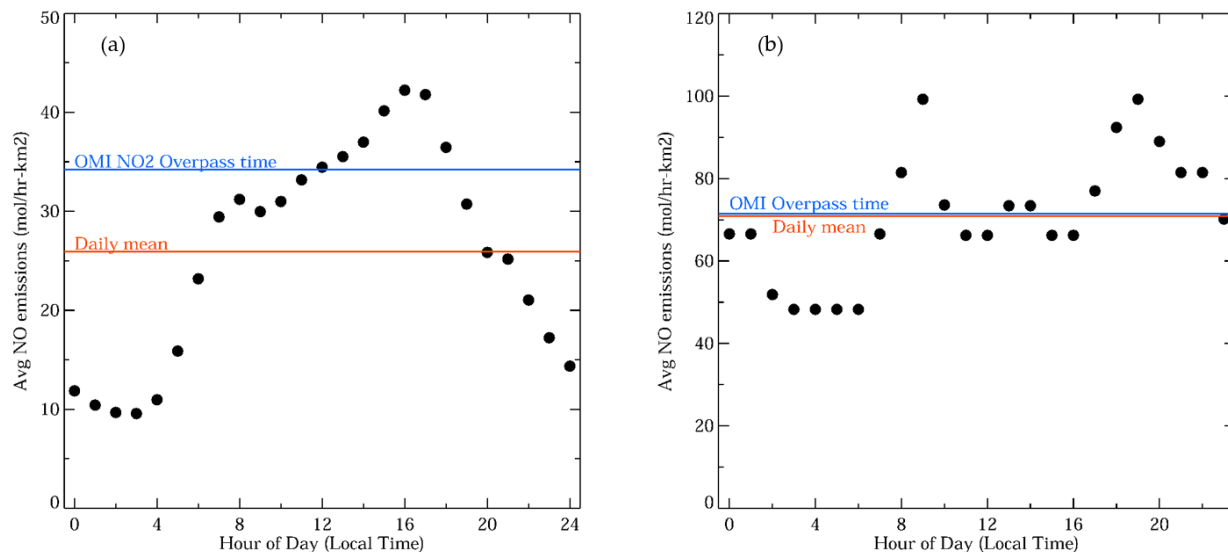 (a)
50
40
30
20
10
0
Avg NO emissions (mol/hr-km2)
OMI NO2 Overpass time
Daily mean
0 4 8 12 16 20 24
Hour of Day (Local Time)
(b)
120
100
80
60
40
20
0
Avg NO emissions (mol/hr-km2)
OMI Overpass time
Daily mean
0 4 8 12 16 20
Hour of Day (Local Time)